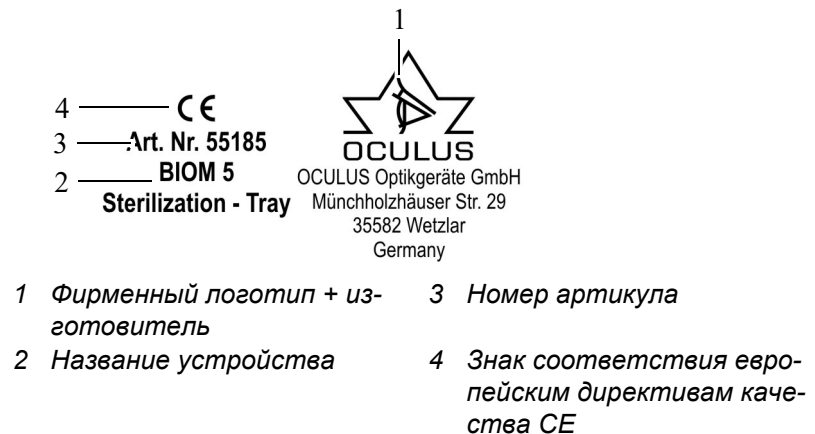 1
4 CE
3 Art. Nr. 55185
2 BIOM 5
Sterilization - Tray
OCULUS
OCULUS Optikgeräte GmbH
Münchholzhäuser Str. 29
35582 Wetzlar
Germany
1 Фирменный логотип + из-
готовитель
2 Название устройства
3 Номер артикула
4 Знак соответствия евро-
пейским директивам каче-
ства CE